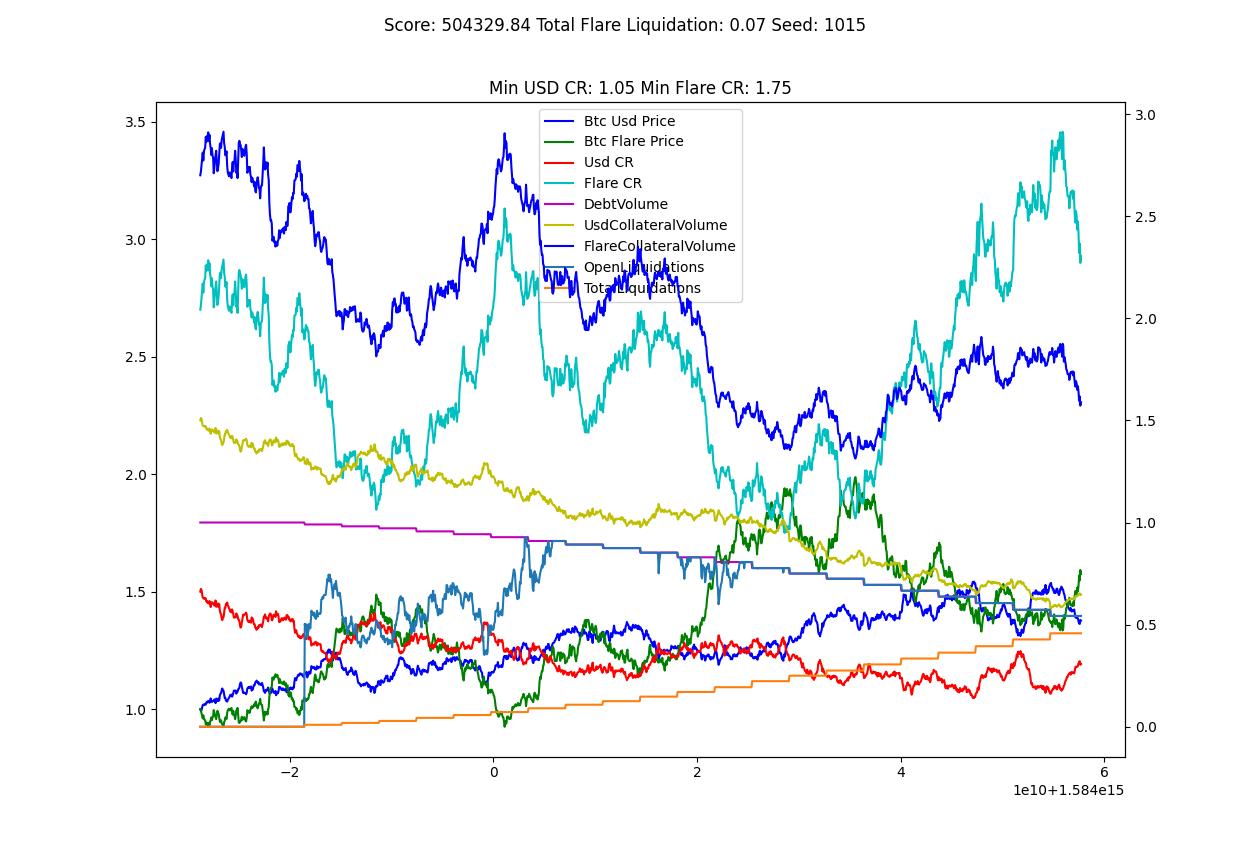 Score: 504329.84 Total Flare Liquidation: 0.07 Seed: 1015
Min USD CR: 1.05 Min Flare CR: 1.75
Btc Usd Price
Btc Flare Price
Usd CR
Flare CR
DebtVolume
UsdCollateralVolume
FlareCollateralVolume
OpenLiquidations
TotalLiquidations
3.5
3.0
2.5
2.0
1.5
1.0
3.0
2.5
2.0
1.5
1.0
0.5
0.0
−2 0 2 4 6
1e10+1.584e15